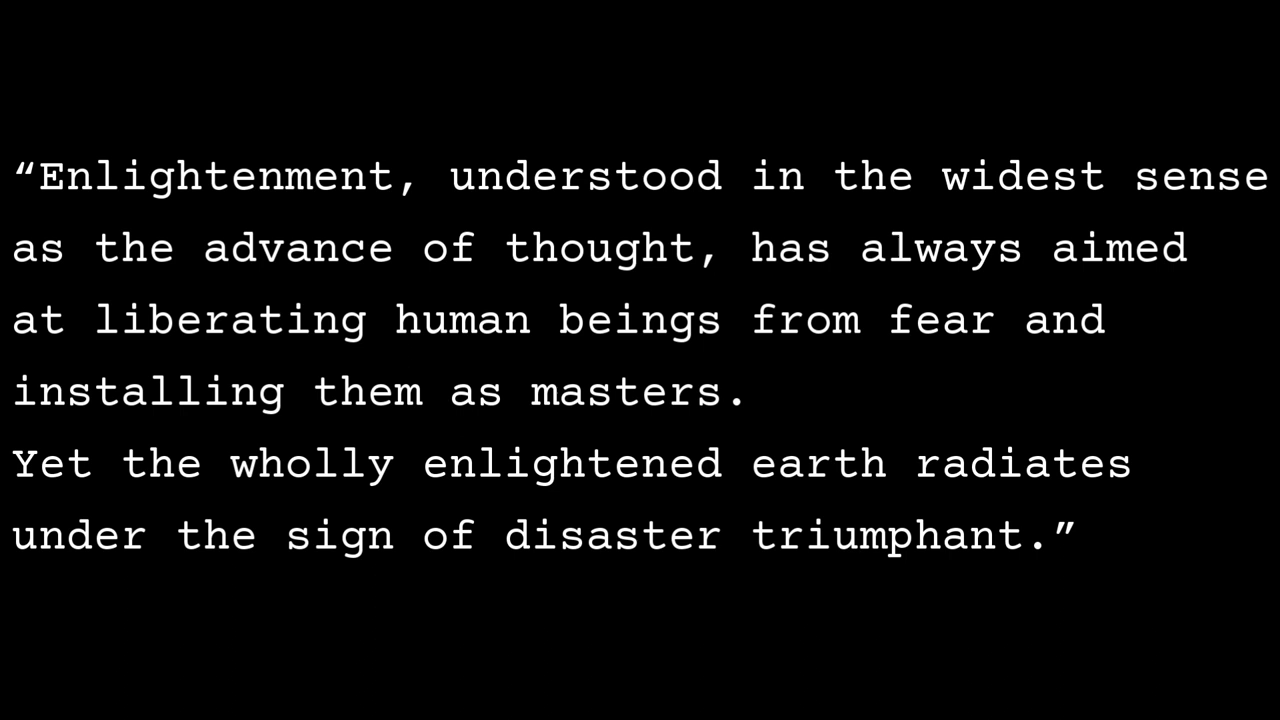 “Enlightenment, understood in the widest sense
as the advance of thought, has always aimed
at liberating human beings from fear and
installing them as masters.
Yet the wholly enlightened earth radiates
under the sign of disaster triumphant.”